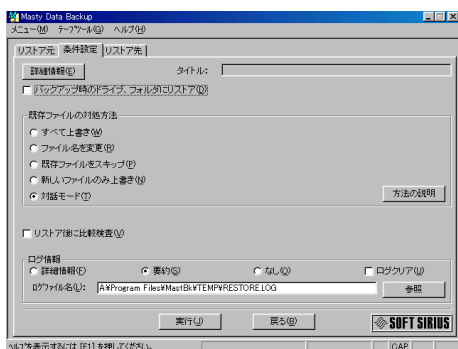 Masty Data Backup
メニュー(M) テープツール(G) ヘルプ(H)
リストア元 条件設定 リストア先
詳細情報(E) タイトル:
バックアップ時のドライブ、フォルダにリストア(O)
既存ファイルの対処方法
すべて上書き(W)
ファイル名を変更(R)
既存ファイルをスキップ(P)
新しいファイルのみ上書き(N)
対話モード(T) 方法の説明
リストア後に比較検査(V)
ログ情報
詳細情報(F) 要約(S) なし(Q) ログクリア(U)
ログファイル名(L): A:¥Program Files¥MastBk¥TEMP¥RESTORE.LOG 参照
実行(J) 戻る(B) SOFT SIRIUS
ヘルプを表示するには [F1] を押してください。 CAP